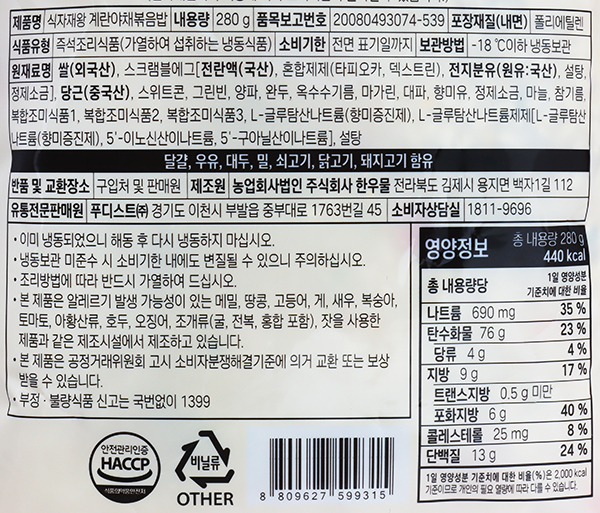 제품명 식자재왕 계란야채볶음밥 내용량 280 g 품목보고번호 20080493074-539 포장재질(내면) 폴리에틸렌
식품유형 즉석조리식품(가열하여 섭취하는 냉동식품) 소비기한 전면 표기일까지 보관방법 -18 ℃이하 냉동보관
원재료명 쌀(외국산), 스크램블에그[전란액(국산), 혼합제제(타피오카, 덱스트린), 전지분유(원유:국산), 설탕,
정제소금], 당근(중국산), 스위트콘, 그린빈, 양파, 완두, 옥수수기름, 마가린, 대파, 향미유, 정제소금, 마늘, 참기름,
복합조미식품1, 복합조미식품2, 복합조미식품3, L-글루탐산나트륨(향미증진제), L-글루탐산나트륨제제[L-글루탐산
나트륨(향미증진제), 5'-이노신산이나트륨, 5'-구아닐산이나트륨], 설탕
달걀, 우유, 대두, 밀, 쇠고기, 닭고기, 돼지고기 함유
반품 및 교환장소 구입처 및 판매원 제조원 농업회사법인 주식회사 한우물 전라북도 김제시 용지면 백자1길 112
유통전문판매원 푸디스트㈜ 경기도 이천시 부발읍 중부대로 1763번길 45 소비자상담실 1811-9696
• 이미 냉동되었으니 해동 후 다시 냉동하지 마십시오.
• 냉동보관 미준수 시 소비기한 내에도 변질될 수 있으니 주의하십시오.
• 조리방법에 따라 반드시 가열하여 드십시오.
• 본 제품은 알레르기 발생 가능성이 있는 메밀, 땅콩, 고등어, 게, 새우, 복숭아,
토마토, 아황산류, 호두, 오징어, 조개류(굴, 전복, 홍합 포함), 잣을 사용한
제품과 같은 제조시설에서 제조하고 있습니다.
• 본 제품은 공정거래위원회 고시 소비자분쟁해결기준에 의거 교환 또는 보상
받을 수 있습니다.
• 부정 · 불량식품 신고는 국번없이 1399
영양정보 총 내용량 280 g
440 kcal
총 내용량당 1일 영양성분
기준치에 대한 비율
나트륨 690 mg 35 %
탄수화물 76 g 23 %
당류 4 g 4 %
지방 9 g 17 %
트랜스지방 0.5 g 미만
포화지방 6 g 40 %
콜레스테롤 25 mg 8 %
단백질 13 g 24 %
1일 영양성분 기준치에 대한 비율(%)은 2,000 kcal
기준이므로 개인의 필요 열량에 따라 다를 수 있습니다.
안전관리인증
HACCP
식품의약품안전처
비닐류
OTHER
8 809627 599315